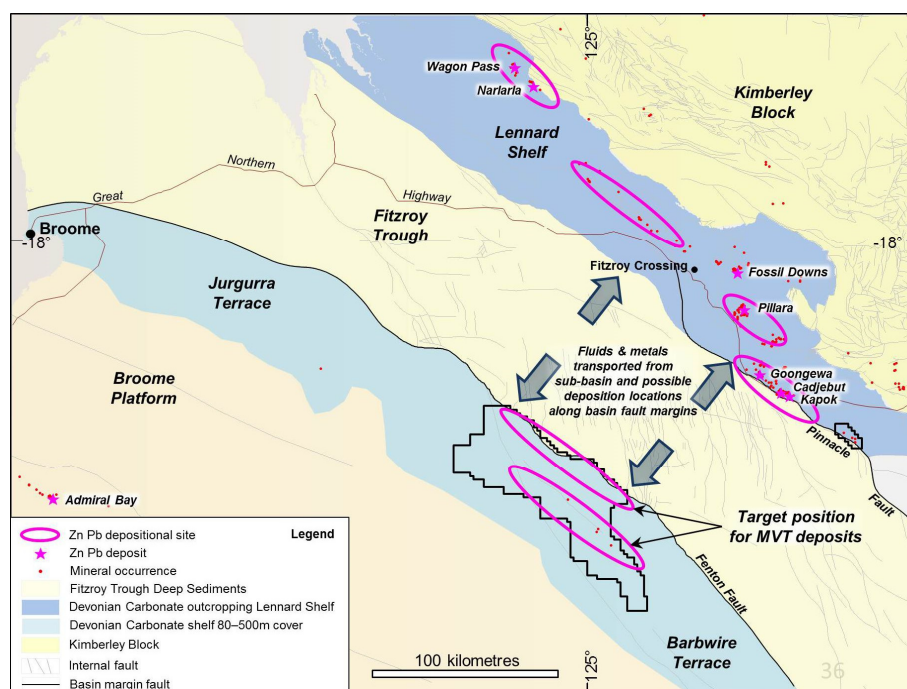 125°
Wagon Pass
Narlarla
Kimberley
Block
Lennard
Shelf
Great
Northern
Highway
Broome
-18°
Fitzroy
Trough
-18°
Fitzroy Crossing
Fossil Downs
Jurgurra
Terrace
Pillara
Broome
Platform
Fluids & metals
transported from
sub-basin and possible
deposition locations
along basin fault margins
Goongewa
Cadjebut
Kapok
Pinnacle
Fault
Admiral Bay
Target position
for MVT deposits
Fenton Fault
Barbwire
Terrace
Legend
Zn Pb depositional site
Zn Pb deposit
Mineral occurrence
Fitzroy Trough Deep Sediments
Devonian Carbonate outcropping Lennard Shelf
Devonian Carbonate shelf 80–500m cover
Kimberley Block
Internal fault
Basin margin fault
100 kilometres
125°
36